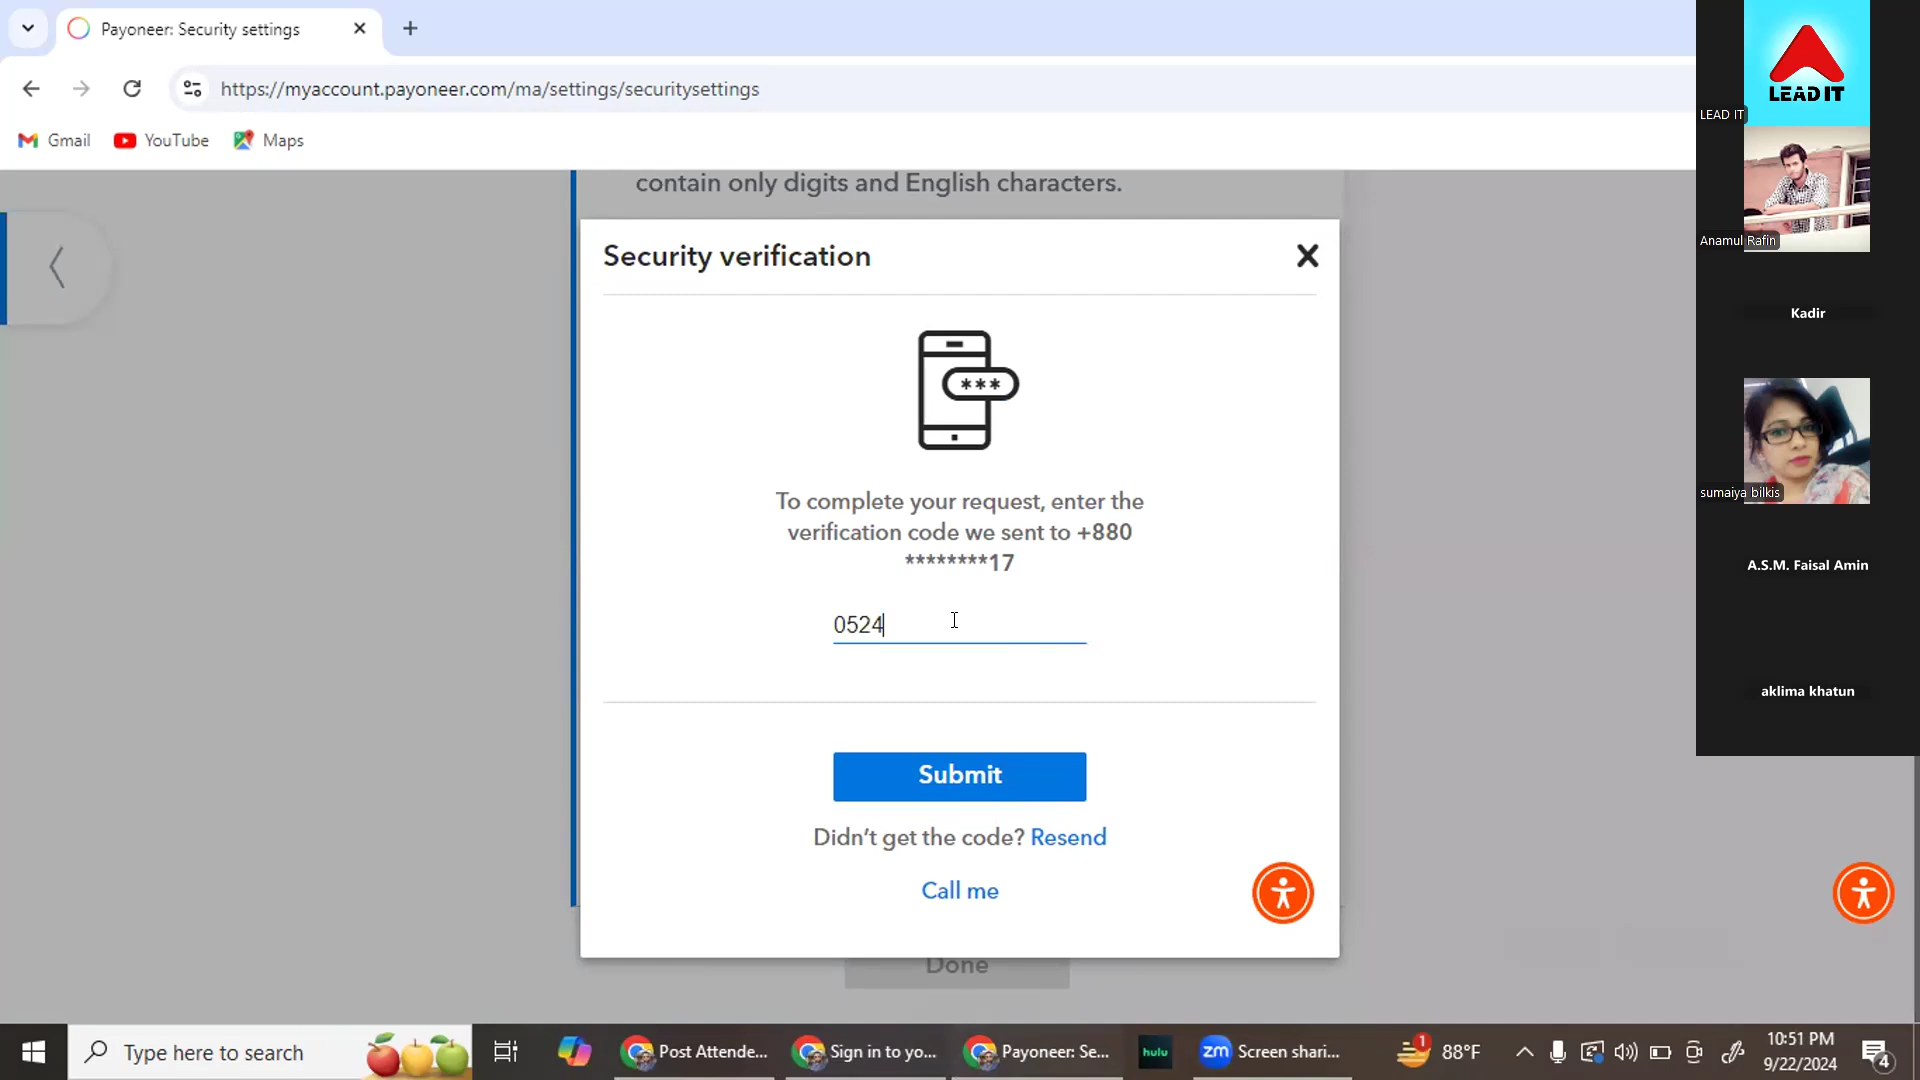 Payoneer: Security settings
https://myaccount.payoneer.com/ma/settings/securitysettings
Gmail
YouTube
Maps
contain only digits and English characters.
Security verification
***
To complete your request, enter the
verification code we sent to +880
********17
0524
Submit
Didn't get the code? Resend
Call me
Done
LEAD IT
LEAD IT
Anamul Rafin
Kadir
sumaiya bilkis
A.S.M. Faisal Amin
aklima khatun
Type here to search
Post Attende...
Sign in to yo...
Payoneer: Se...
hulu
zm
Screen shari...
1
88°F
10:51 PM
9/22/2024
4